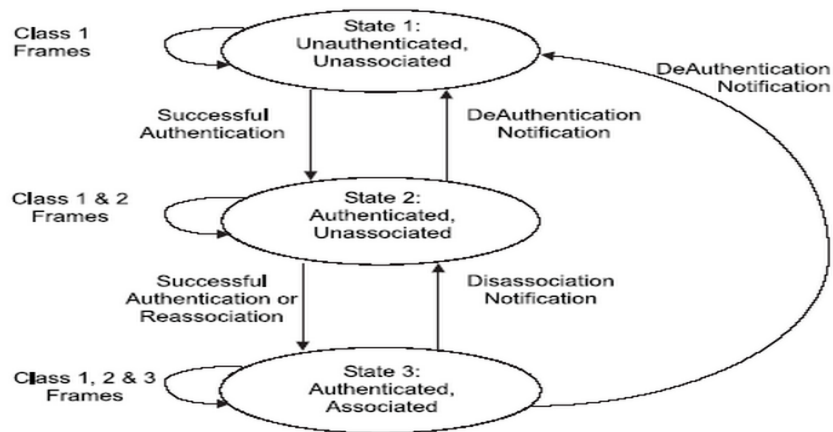 Class 1
Frames
State 1:
Unauthenticated,
Unassociated
DeAuthentication
Notification
Successful
Authentication
DeAuthentication
Notification
Class 1 & 2
Frames
State 2:
Authenticated,
Unassociated
Successful
Authentication or
Reassociation
Disassociation
Notification
Class 1, 2 & 3
Frames
State 3:
Authenticated,
Associated